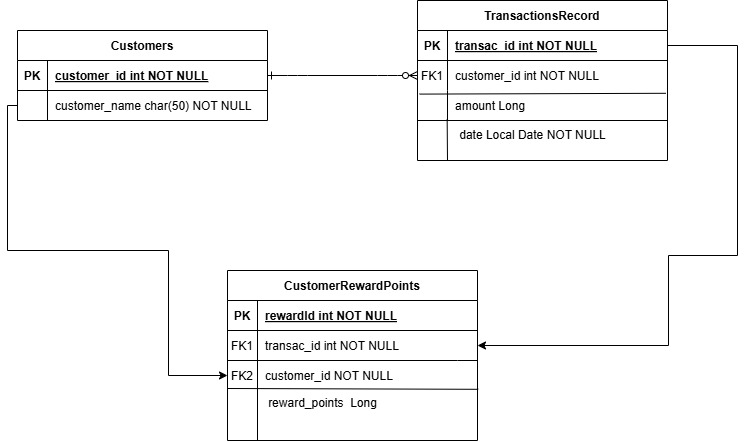 Customers
PK customer_id int NOT NULL
customer_name char(50) NOT NULL
TransactionsRecord
PK transac_id int NOT NULL
FK1 customer_id int NOT NULL
amount Long
date Local Date NOT NULL
CustomerRewardPoints
PK rewardId int NOT NULL
FK1 transac_id int NOT NULL
FK2 customer_id NOT NULL
reward_points Long